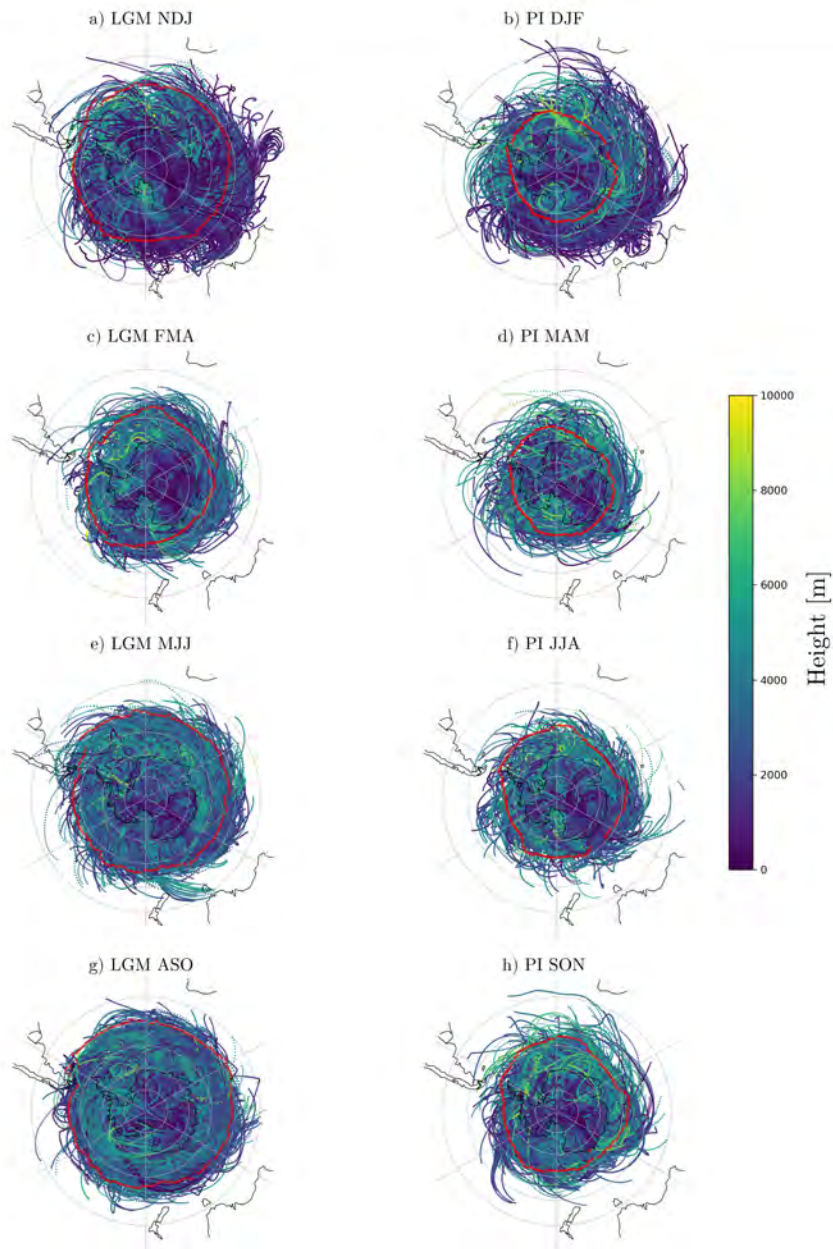 a) LGM NDJ
b) PI DJF
c) LGM FMA
d) PI MAM
e) LGM MJJ
f) PI JJA
g) LGM ASO
h) PI SON
10000
8000
6000
4000
2000
0
Height [m]